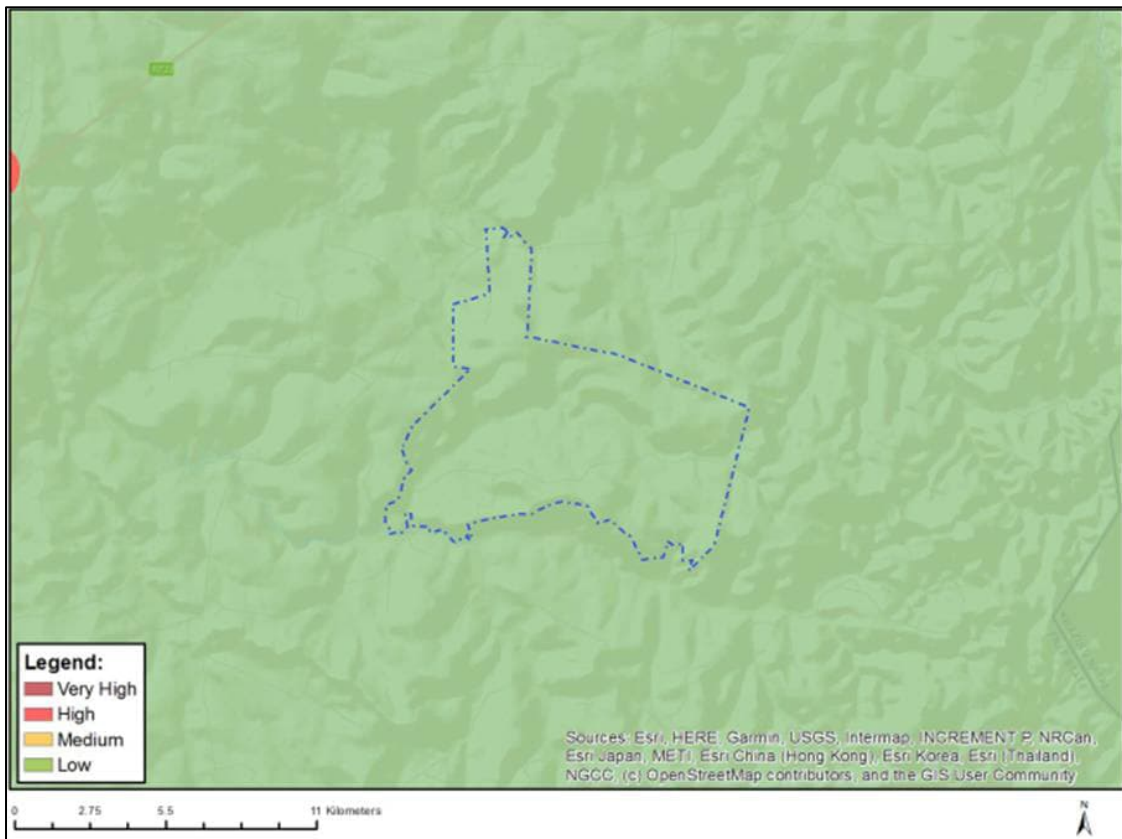 Legend:
Very High
High
Medium
Low
Sources: Esri, HERE, Garmin, USGS, Intermap, INCREMENT P, NRCan,
Esri Japan, METI, Esri China (Hong Kong), Esri Korea, Esri (Thailand),
NGCC, (c) OpenStreetMap contributors, and the GIS User Community
0 2.75 5.5 11 Kilometers
N